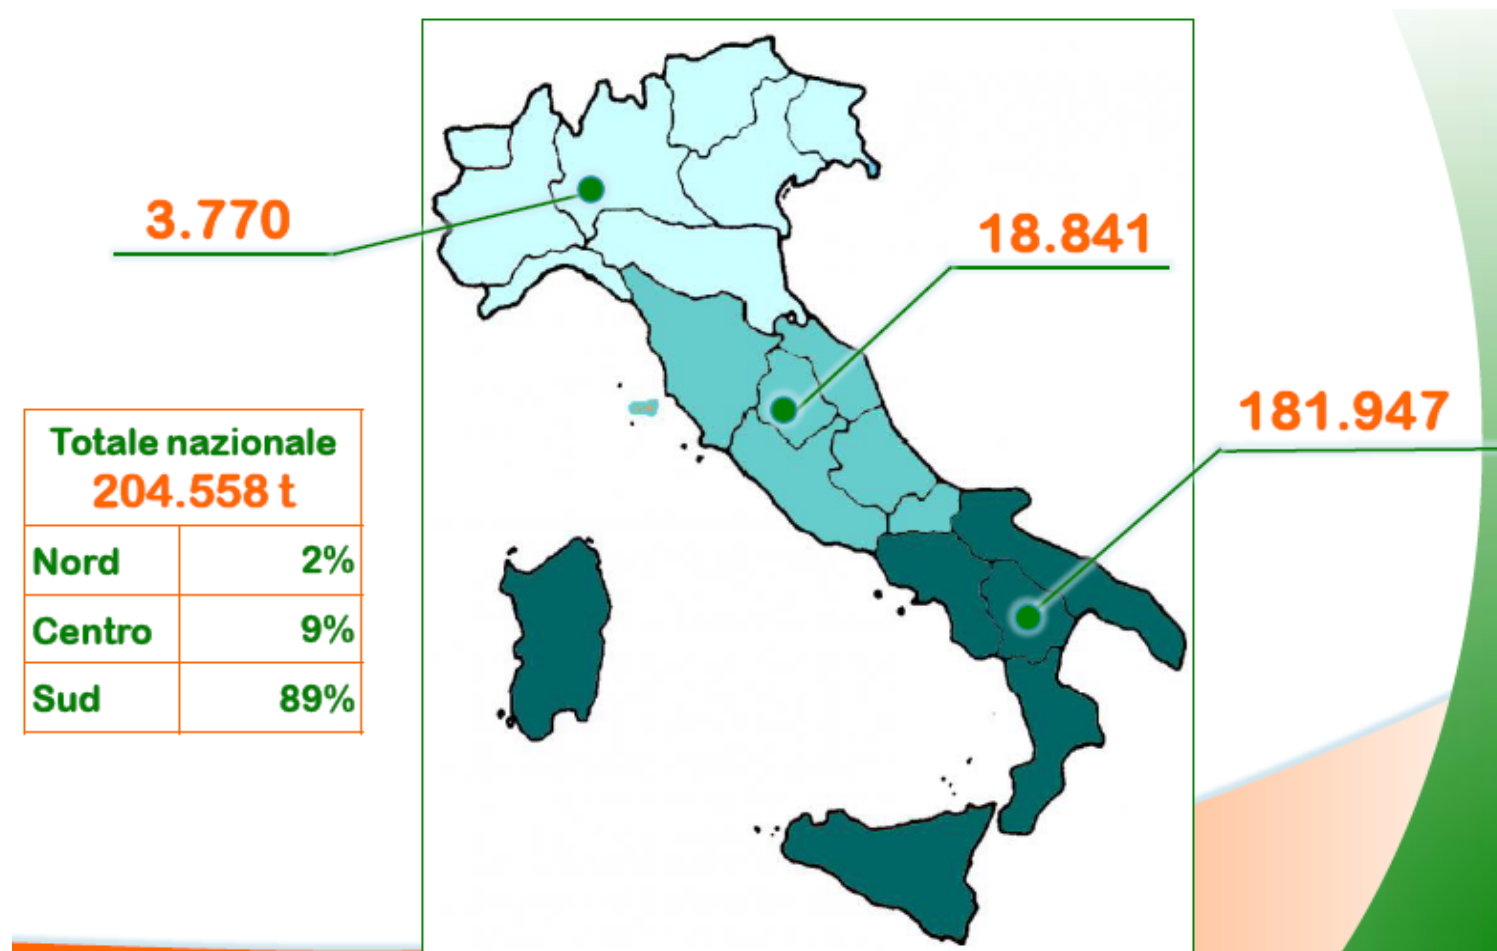 3.770
18.841
181.947
Totale nazionale
204.558 t
Nord 2%
Centro 9%
Sud 89%